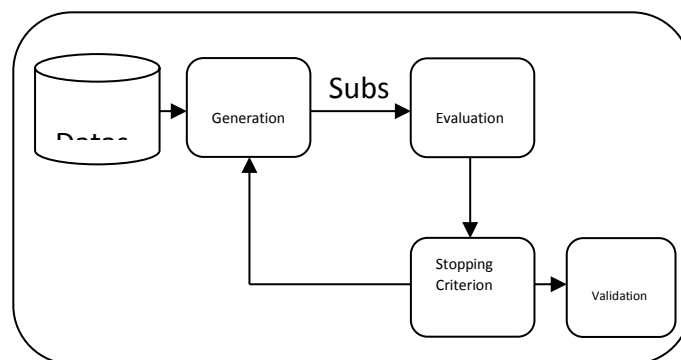 Subs
Generation
Evaluation
Stopping
Criterion
Validation